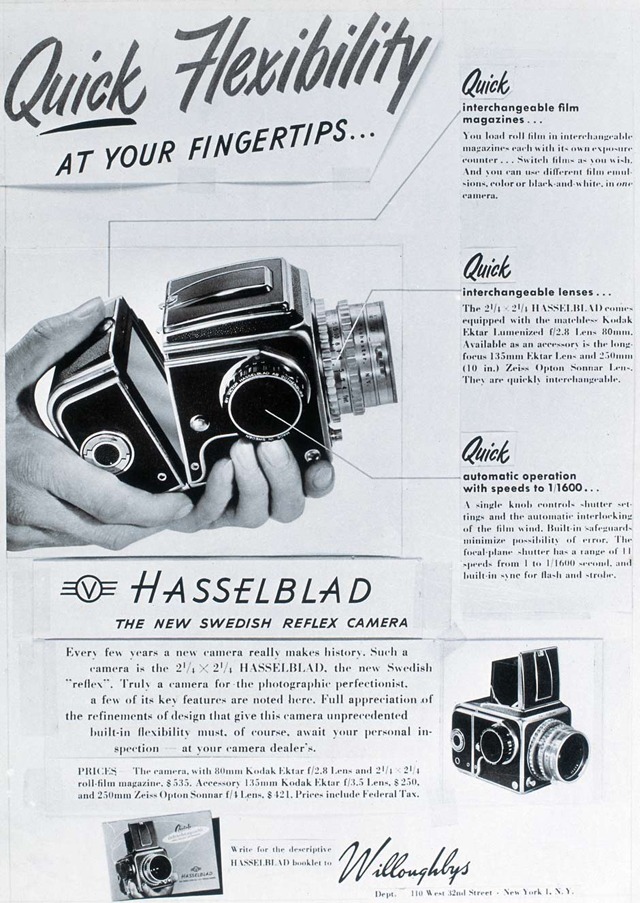 Quick Flexibility
AT YOUR FINGERTIPS...
Quick
interchangeable film
magazines...
You load roll film in interchangeable
magazines each with its own exposure
counter... Switch films as you wish.
And you can use different film emul-
sions, color or black-and-white, in one
camera.
Quick
interchangeable lenses...
The 2¼ × 2¼ HASSELBLAD comes
equipped with the matchless Kodak
Ektar Lumenized f/2.8 Lens 80mm.
Available as an accessory is the long-
focus 135mm Ektar Lens and 250mm
(10 in.) Zeiss Opton Sonnar Lens.
They are quickly interchangeable.
Quick
automatic operation
with speeds to 1/1600...
A single knob controls shutter set-
tings and the automatic interlocking
of the film wind. Built-in safeguards
minimize possibility of error. The
focal-plane shutter has a range of 11
speeds from 1 to 1/1600 second, and
built-in sync for flash and strobe.
V HASSELBLAD
THE NEW SWEDISH REFLEX CAMERA
Every few years a new camera really makes history. Such a
camera is the 2¼ × 2¼ HASSELBLAD, the new Swedish
"reflex". Truly a camera for the photographic perfectionist,
a few of its key features are noted here. Full appreciation of
the refinements of design that give this camera unprecedented
built-in flexibility must, of course, await your personal in-
spection — at your camera dealer's.
PRICES The camera, with 80mm Kodak Ektar f/2.8 Lens and 2¼ × 2¼
roll-film magazine, $535. Accessory 135mm Kodak Ektar f/3.5 Lens, $250,
and 250mm Zeiss Opton Sonnar f/4 Lens, $421. Prices include Federal Tax.
HASSELBLAD
Write for the descriptive
HASSELBLAD booklet to
Willoughbys
Dept. 110 West 32nd Street - New York 1, N.Y.